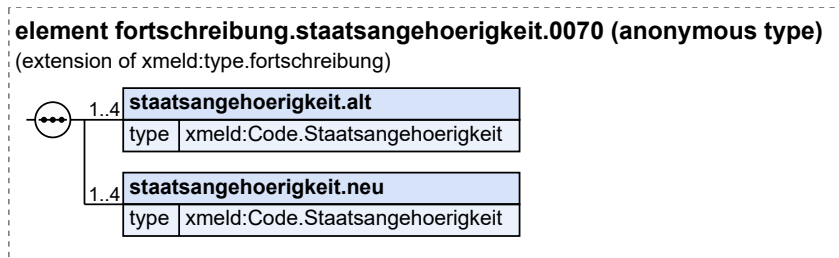 element fortschreibung.staatsangehoerigkeit.0070 (anonymous type)
(extension of xmeld:type.fortschreibung)
1..4 staatsangehoerigkeit.alt
type xmeld:Code.Staatsangehoerigkeit
1..4 staatsangehoerigkeit.neu
type xmeld:Code.Staatsangehoerigkeit